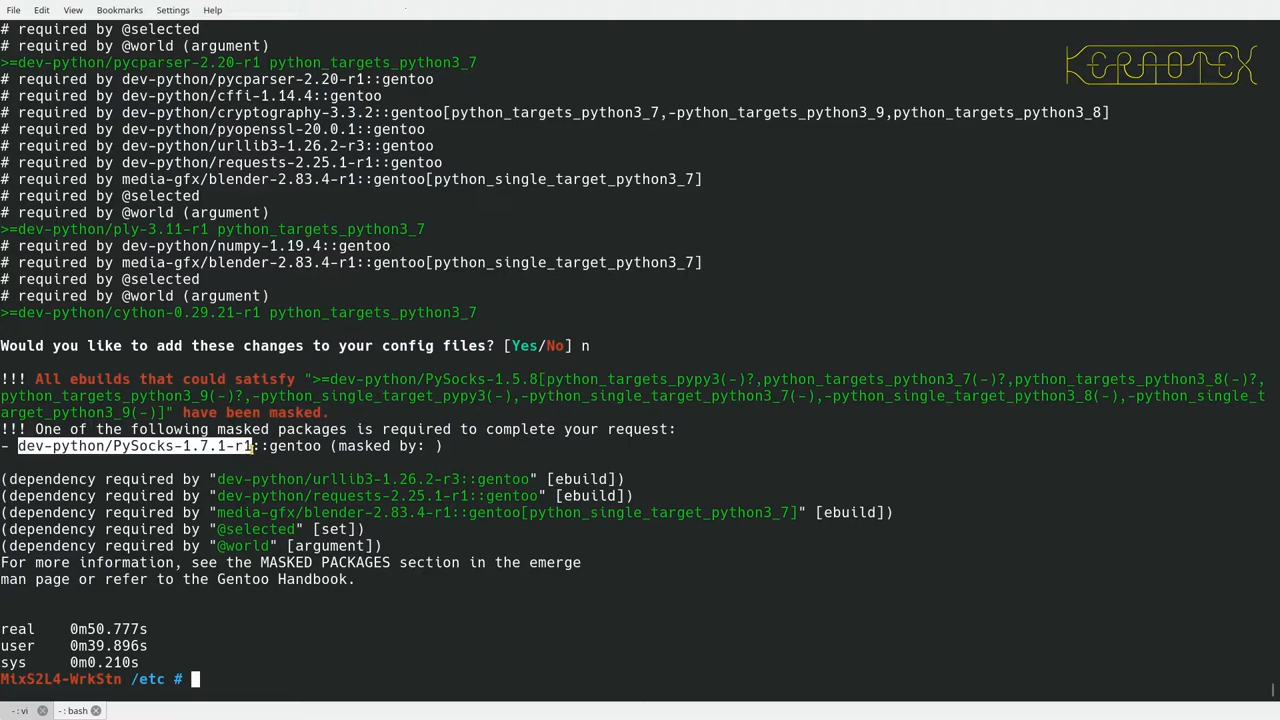 File Edit View Bookmarks Settings Help
# required by @selected
# required by @world (argument)
>=dev-python/pycparser-2.20-r1 python_targets_python3_7
# required by dev-python/pycparser-2.20-r1::gentoo
# required by dev-python/cffi-1.14.4::gentoo
# required by dev-python/cryptography-3.3.2::gentoo[python_targets_python3_7,-python_targets_python3_9,python_targets_python3_8]
# required by dev-python/pyopenssl-20.0.1::gentoo
# required by dev-python/urllib3-1.26.2-r3::gentoo
# required by dev-python/requests-2.25.1-r1::gentoo
# required by media-gfx/blender-2.83.4-r1::gentoo[python_single_target_python3_7]
# required by @selected
# required by @world (argument)
>=dev-python/ply-3.11-r1 python_targets_python3_7
# required by dev-python/numpy-1.19.4::gentoo
# required by media-gfx/blender-2.83.4-r1::gentoo[python_single_target_python3_7]
# required by @selected
# required by @world (argument)
>=dev-python/cython-0.29.21-r1 python_targets_python3_7
Would you like to add these changes to your config files? [Yes/No] n
!!! All ebuilds that could satisfy ">=dev-python/PySocks-1.5.8[python_targets_pypy3(-)?,python_targets_python3_7(-)?,python_targets_python3_8(-)?,
python_targets_python3_9(-)?,-python_single_target_pypy3(-),-python_single_target_python3_7(-),-python_single_target_python3_8(-),-python_single_t
arget_python3_9(-)]" have been masked.
!!! One of the following masked packages is required to complete your request:
- dev-python/PySocks-1.7.1-r1::gentoo (masked by: )
(dependency required by "dev-python/urllib3-1.26.2-r3::gentoo" [ebuild])
(dependency required by "dev-python/requests-2.25.1-r1::gentoo" [ebuild])
(dependency required by "media-gfx/blender-2.83.4-r1::gentoo[python_single_target_python3_7]" [ebuild])
(dependency required by "@selected" [set])
(dependency required by "@world" [argument])
For more information, see the MASKED PACKAGES section in the emerge
man page or refer to the Gentoo Handbook.
real 0m50.777s
user 0m39.896s
sys 0m0.210s
MixS2L4-WrkStn /etc #
- : vi - : bash